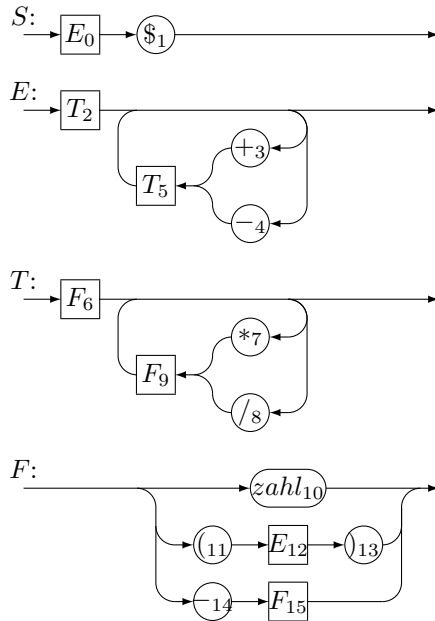 S:
E₀ $₁
E:
T₂
+₃
T₅
−₄
T:
F₆
*₇
F₉
/₈
F:
zahl₁₀
(₁₁ E₁₂ )₁₃
−₁₄ F₁₅